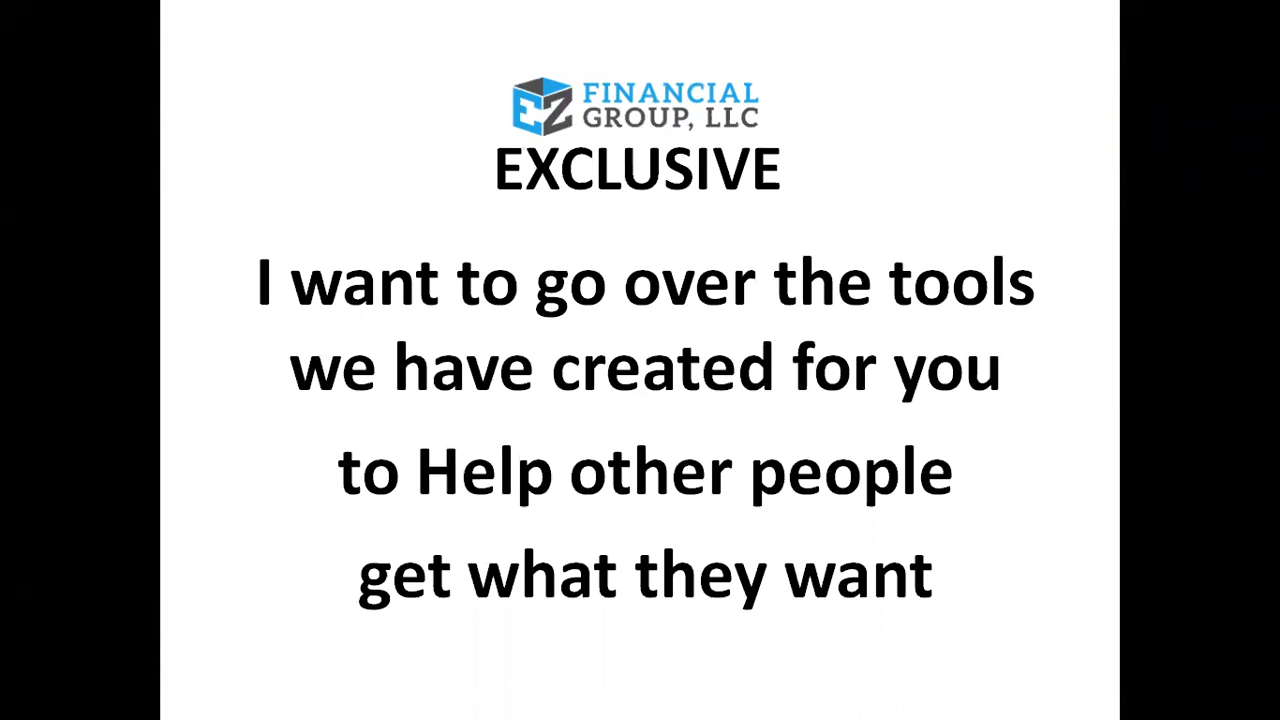 EZ FINANCIAL
GROUP, LLC
EXCLUSIVE
I want to go over the tools
we have created for you
to Help other people
get what they want